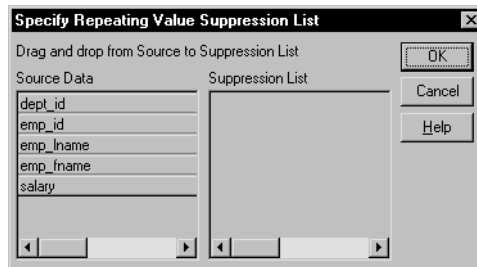 Specify Repeating Value Suppression List
Drag and drop from Source to Suppression List
OK
Source Data
Suppression List
Cancel
dept_id
emp_id
Help
emp_lname
emp_fname
salary